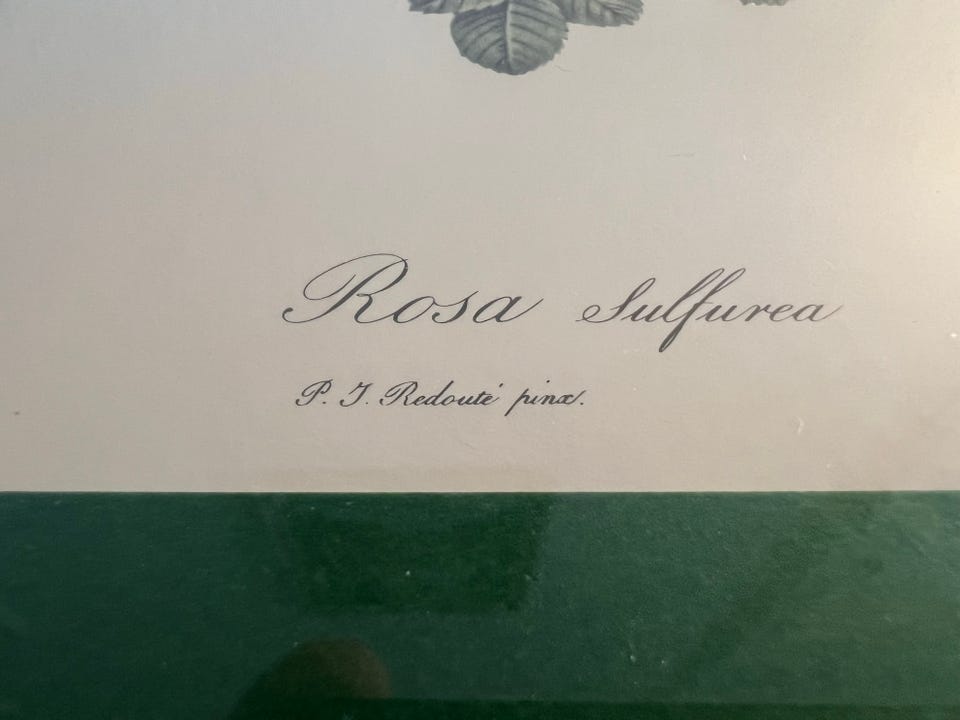 Rosa Sulfurea
P. J. Redouté pinx.